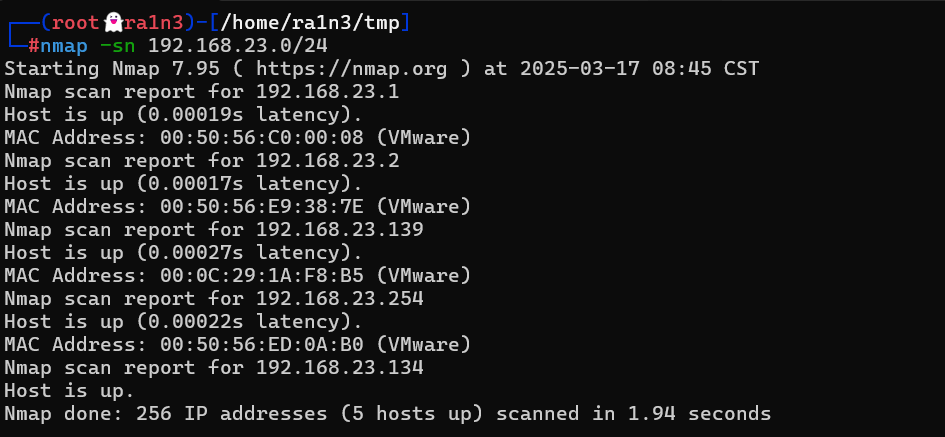 ┌──(root👻ra1n3)-[/home/ra1n3/tmp]
└─#nmap -sn 192.168.23.0/24
Starting Nmap 7.95 ( https://nmap.org ) at 2025-03-17 08:45 CST
Nmap scan report for 192.168.23.1
Host is up (0.00019s latency).
MAC Address: 00:50:56:C0:00:08 (VMware)
Nmap scan report for 192.168.23.2
Host is up (0.00017s latency).
MAC Address: 00:50:56:E9:38:7E (VMware)
Nmap scan report for 192.168.23.139
Host is up (0.00027s latency).
MAC Address: 00:0C:29:1A:F8:B5 (VMware)
Nmap scan report for 192.168.23.254
Host is up (0.00022s latency).
MAC Address: 00:50:56:ED:0A:B0 (VMware)
Nmap scan report for 192.168.23.134
Host is up.
Nmap done: 256 IP addresses (5 hosts up) scanned in 1.94 seconds